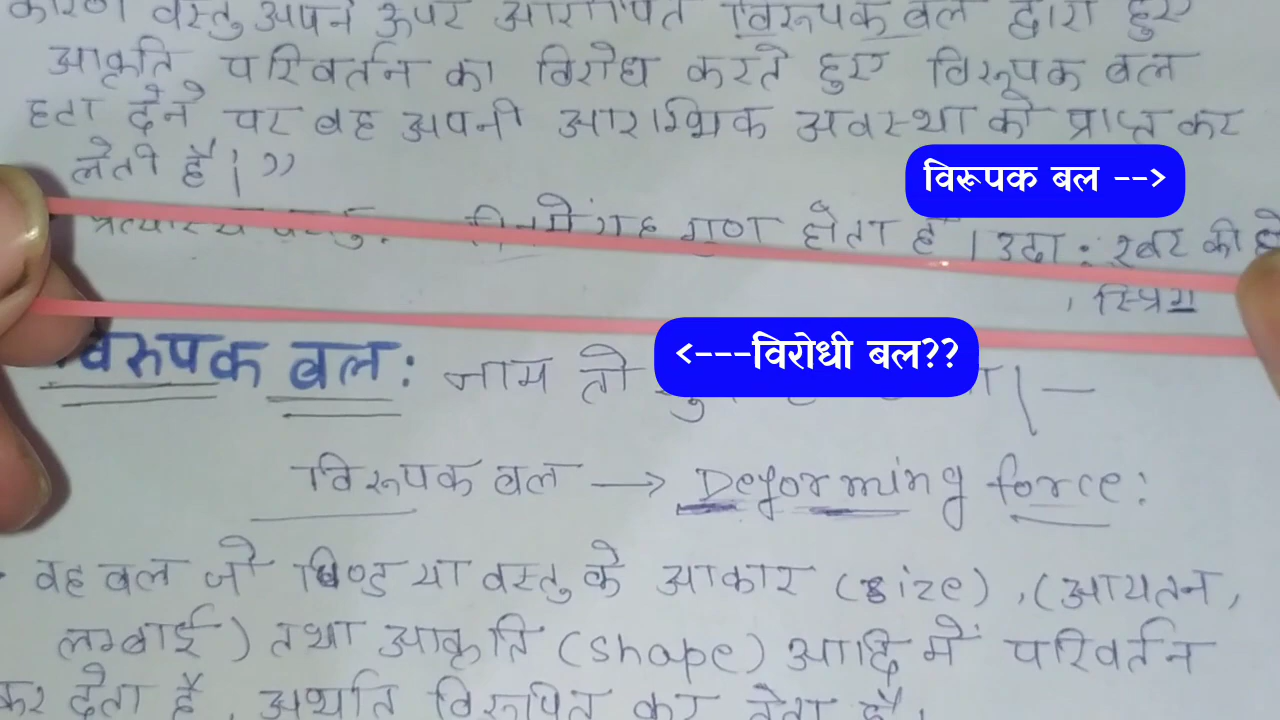 कारण वस्तु अपने ऊपर आरोपित विरूपक बल द्वारा हुए
आकृति परिवर्तन का विरोध करते हुए विरूपक बल
हटा देने पर वह अपनी आरम्भिक अवस्था को प्राप्त कर
लेती है।”
विरूपक बल -->
गुण होता है । उदा : रबर की
, स्प्रिंग
<---विरोधी बल??
विरुपक बल : नाम तो
विरूपक बल → Deforming force :
वह बल जो पिण्ड या वस्तु के आकार (size) , (आयतन ,
लम्बाई ) तथा आकृति (shape) आदि में परिवर्तन
कर देता है , अर्थात विरूपित कर देता है ,